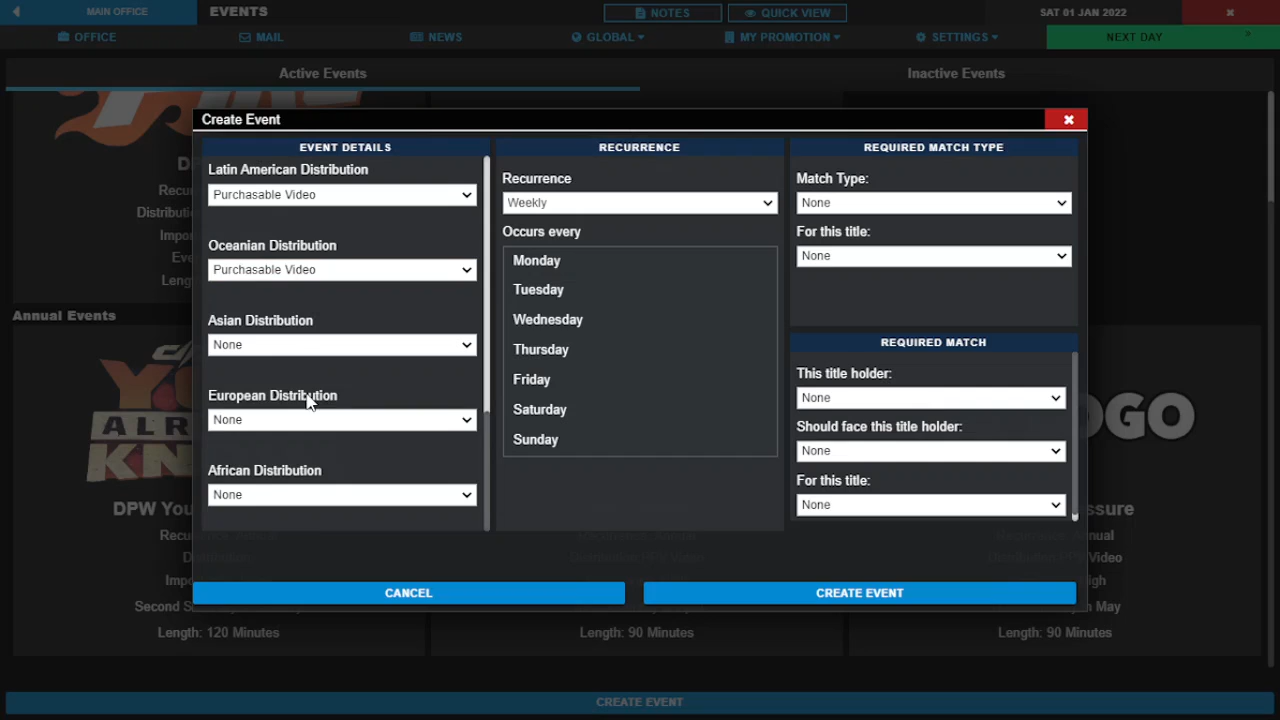 MAIN OFFICE
EVENTS
NOTES
QUICK VIEW
SAT 01 JAN 2022
OFFICE
MAIL
NEWS
GLOBAL
MY PROMOTION
SETTINGS
NEXT DAY
Active Events
Inactive Events
Create Event
EVENT DETAILS
Latin American Distribution
Purchasable Video
Oceanian Distribution
Purchasable Video
Asian Distribution
None
European Distribution
None
African Distribution
None
RECURRENCE
Recurrence
Weekly
Occurs every
Monday
Tuesday
Wednesday
Thursday
Friday
Saturday
Sunday
REQUIRED MATCH TYPE
Match Type:
None
For this title:
None
REQUIRED MATCH
This title holder:
None
Should face this title holder:
None
For this title:
None
CANCEL
CREATE EVENT
Annual Events
DPW You
Second S
Length: 120 Minutes
Length: 90 Minutes
Length: 90 Minutes
CREATE EVENT